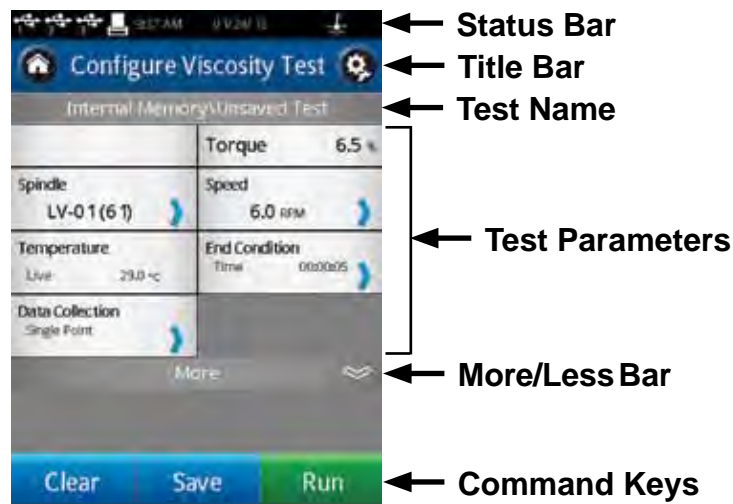 AM
Status Bar
Configure Viscosity Test
Title Bar
Internal Memory\Unsaved Test
Test Name
Torque 6.5 %
Spindle
LV-01(61)
Speed
6.0 RPM
Temperature
Live 29.0 °C
End Condition
Time 00:00:05
Test Parameters
Data Collection
Single Point
More
More/Less Bar
Clear Save Run
Command Keys